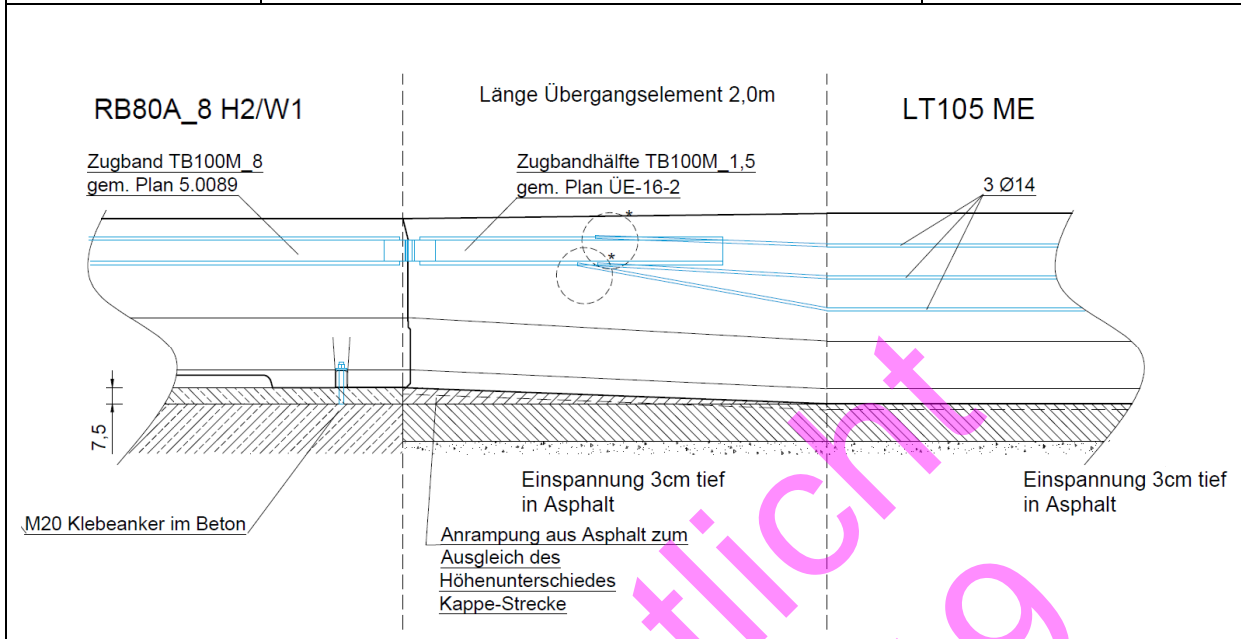 RB80A_8 H2/W1
Länge Übergangselement 2,0m
LT105 ME
Zugband TB100M_8
gem. Plan 5.0089
Zugbandhälfte TB100M_1,5
gem. Plan ÜE-16-2
3 Ø14
*
*
7,5
Einspannung 3cm tief
in Asphalt
Einspannung 3cm tief
in Asphalt
M20 Klebeanker im Beton
Anrampung aus Asphalt zum
Ausgleich des
Höhenunterschiedes
Kappe-Strecke
tlicht